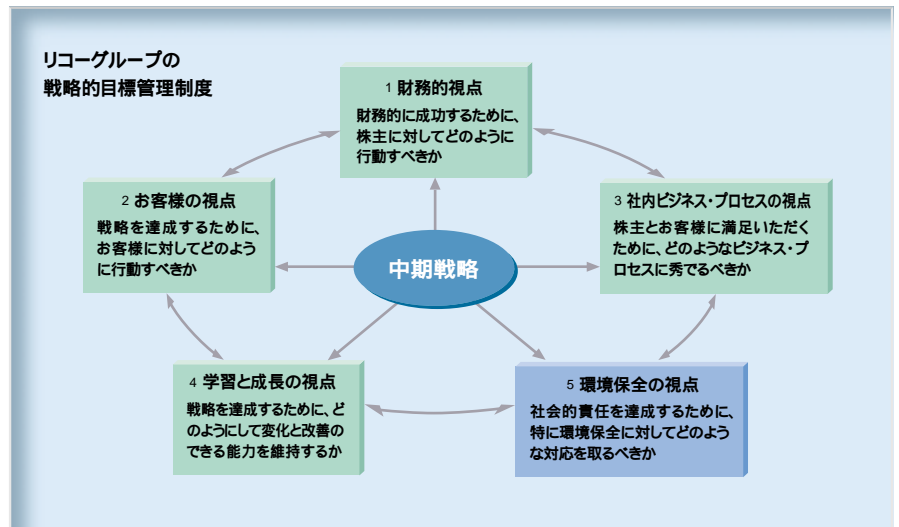 リコーグループの
戦略的目標管理制度
1 財務的視点
財務的に成功するために、
株主に対してどのように
行動すべきか
2 お客様の視点
戦略を達成するために、
お客様に対してどのよう
に行動すべきか
3 社内ビジネス・プロセスの視点
株主とお客様に満足いただく
ために、どのようなビジネス・プ
ロセスに秀でるべきか
中期戦略
4 学習と成長の視点
戦略を達成するために、ど
のようにして変化と改善の
できる能力を維持するか
5 環境保全の視点
社会的責任を達成するために、
特に環境保全に対してどのよう
な対応を取るべきか